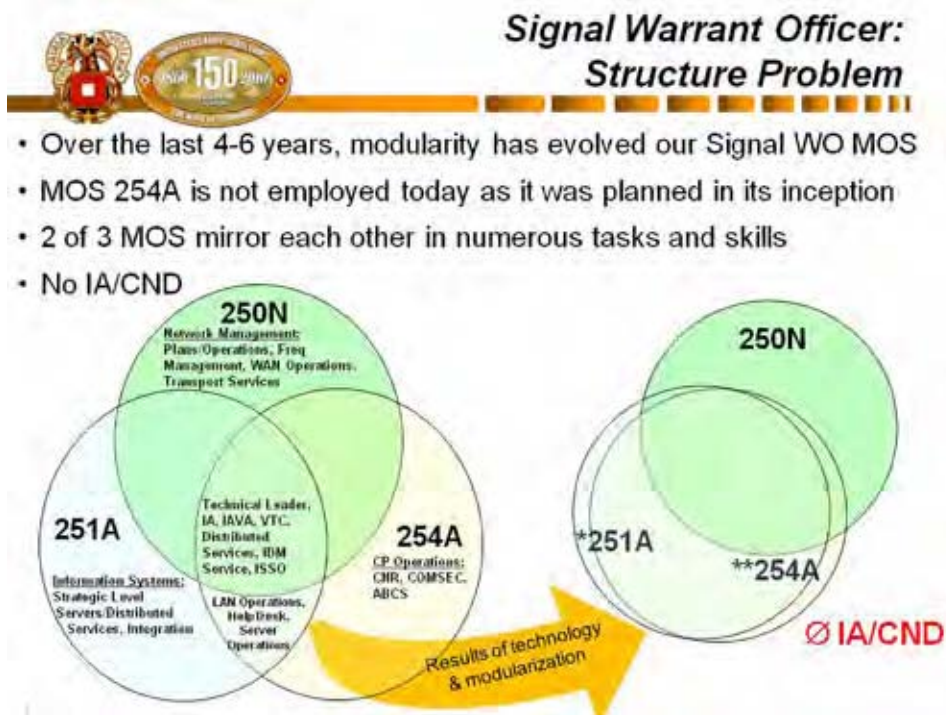 Signal Warrant Officer:
Structure Problem
150
• Over the last 4-6 years, modularity has evolved our Signal WO MOS
• MOS 254A is not employed today as it was planned in its inception
• 2 of 3 MOS mirror each other in numerous tasks and skills
• No IA/CND
250N
Network Management:
Plans/Operations, Freq
Management, WAN Operations,
Transport Services
251A
Information Systems:
Strategic Level
Servers/Distributed
Services, Integration
Technical Leader,
IA, IAVA, VTC,
Distributed
Services, IDM
Service, ISSO
LAN Operations,
HelpDesk,
Server
Operations
254A
CP Operations:
CNR, COMSEC,
ABCS
Results of technology
& modularization
250N
*251A
**254A
Ø IA/CND